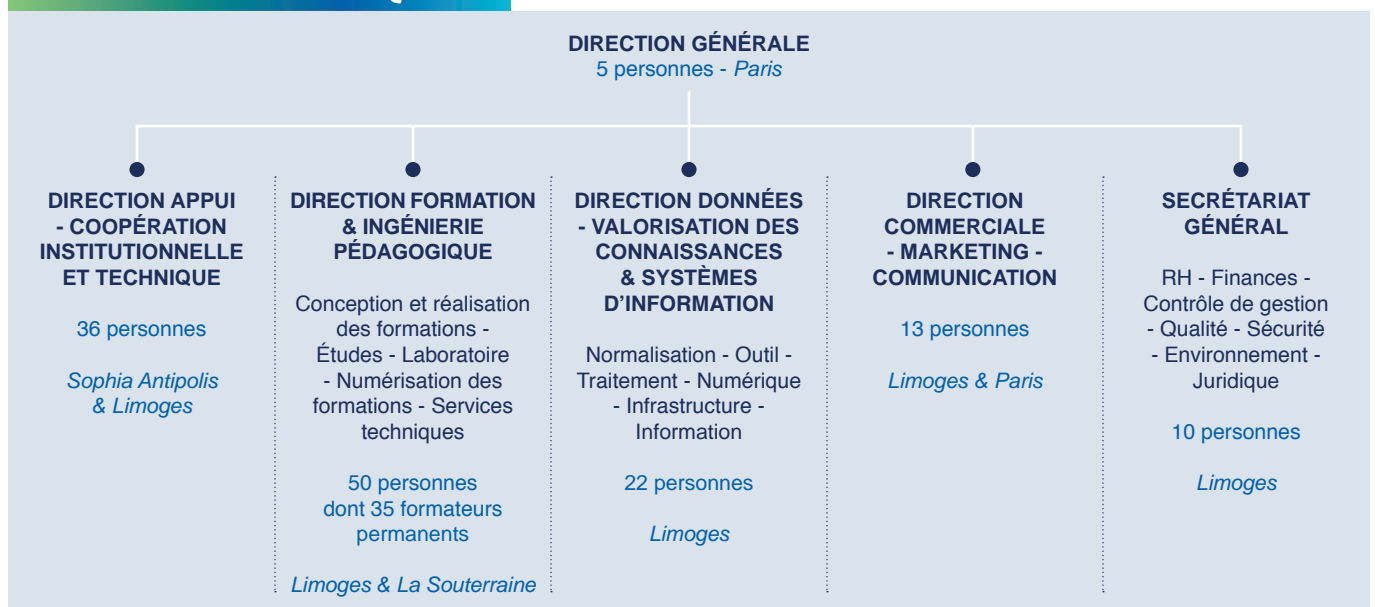 DIRECTION GÉNÉRALE
5 personnes - Paris
DIRECTION APPUI
- COOPÉRATION
INSTITUTIONNELLE
ET TECHNIQUE
36 personnes
Sophia Antipolis
& Limoges
DIRECTION FORMATION
& INGÉNIERIE
PÉDAGOGIQUE
Conception et réalisation
des formations -
Études - Laboratoire
- Numérisation des
formations - Services
techniques
50 personnes
dont 35 formateurs
permanents
Limoges & La Souterraine
DIRECTION DONNÉES
- VALORISATION DES
CONNAISSANCES
& SYSTÈMES
D’INFORMATION
Normalisation - Outil -
Traitement - Numérique
- Infrastructure -
Information
22 personnes
Limoges
DIRECTION
COMMERCIALE
- MARKETING -
COMMUNICATION
13 personnes
Limoges & Paris
SECRÉTARIAT
GÉNÉRAL
RH - Finances -
Contrôle de gestion
- Qualité - Sécurité
- Environnement -
Juridique
10 personnes
Limoges